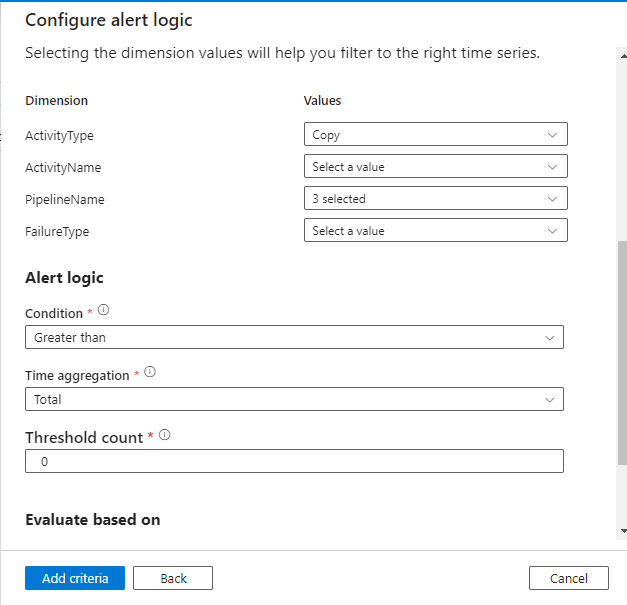 Configure alert logic
Selecting the dimension values will help you filter to the right time series.
Dimension Values
ActivityType Copy
ActivityName Select a value
PipelineName 3 selected
FailureType Select a value
Alert logic
Condition *
Greater than
Time aggregation *
Total
Threshold count *
0
Evaluate based on
Add criteria Back Cancel